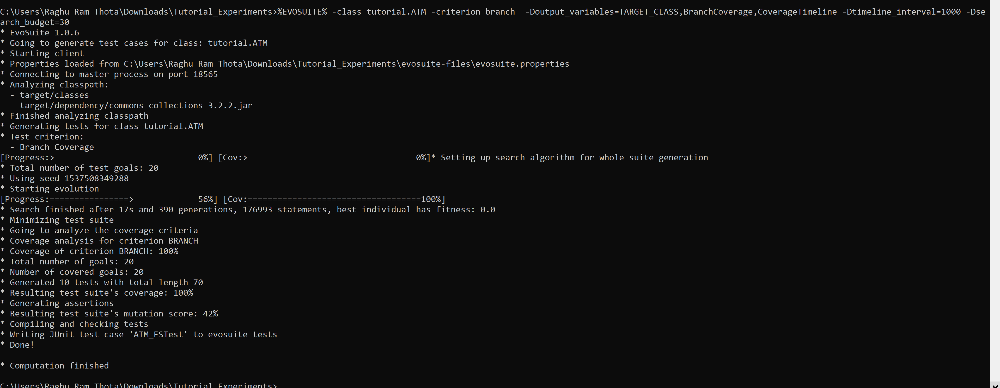 C:\Users\Raghu Ram Thota\Downloads\Tutorial_Experiments>%EVOSUITE% -class tutorial.ATM -criterion branch  -Doutput_variables=TARGET_CLASS,BranchCoverage,CoverageTimeline -Dtimeline_interval=1000 -Dse
arch_budget=30
* EvoSuite 1.0.6
* Going to generate test cases for class: tutorial.ATM
* Starting client
* Properties loaded from C:\Users\Raghu Ram Thota\Downloads\Tutorial_Experiments\evosuite-files\evosuite.properties
* Connecting to master process on port 18565
* Analyzing classpath:
  - target/classes
  - target/dependency/commons-collections-3.2.2.jar
* Finished analyzing classpath
* Generating tests for class tutorial.ATM
* Test criterion:
  - Branch Coverage
[Progress:>                             0%] [Cov:>                                  0%]* Setting up search algorithm for whole suite generation
* Total number of test goals: 20
* Using seed 1537508349288
* Starting evolution
[Progress:================>             56%] [Cov:===================================100%]
* Search finished after 17s and 390 generations, 176993 statements, best individual has fitness: 0.0
* Minimizing test suite
* Going to analyze the coverage criteria
* Coverage analysis for criterion BRANCH
* Coverage of criterion BRANCH: 100%
* Total number of goals: 20
* Number of covered goals: 20
* Generated 10 tests with total length 70
* Resulting test suite's coverage: 100%
* Generating assertions
* Resulting test suite's mutation score: 42%
* Compiling and checking tests
* Writing JUnit test case 'ATM_ESTest' to evosuite-tests
* Done!
* Computation finished
C:\Users\Raghu Ram Thota\Downloads\Tutorial_Experiments>